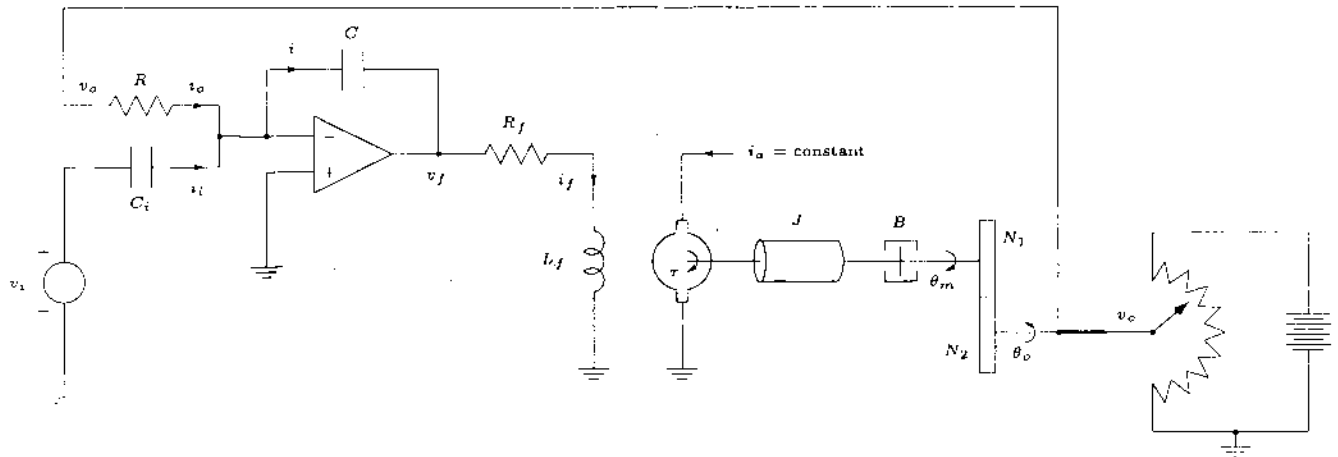 C
i
v_o
R
i_o
R_f
−
i_a = constant
+
v_f
i_f
C_i
i_i
J
B
N_1
+
L_f
τ
θ_m
v_i
−
v_o
N_2
θ_o